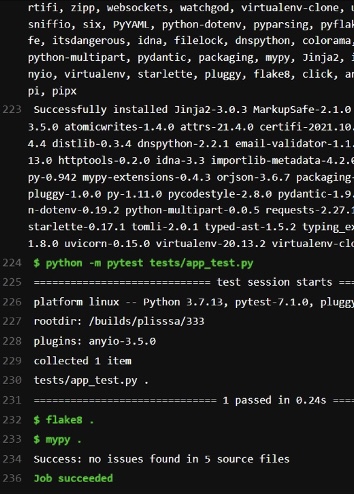 rtifi, zipp, websockets, watchgod, virtualenv-clone, u
sniffio, six, PyYAML, python-dotenv, pyparsing, pyflak
fe, itsdangerous, idna, filelock, dnspython, colorama,
python-multipart, pydantic, packaging, mypy, Jinja2, i
nyio, virtualenv, starlette, pluggy, flake8, click, an
pi, pipx
223 Successfully installed Jinja2-3.0.3 MarkupSafe-2.1.0
3.5.0 atomicwrites-1.4.0 attrs-21.4.0 certifi-2021.10.
4.4 distlib-0.3.4 dnspython-2.2.1 email-validator-1.1.
13.0 httptools-0.2.0 idna-3.3 importlib-metadata-4.2.0
py-0.942 mypy-extensions-0.4.3 orjson-3.6.7 packaging-
pluggy-1.0.0 py-1.11.0 pycodestyle-2.8.0 pydantic-1.9.
n-dotenv-0.19.2 python-multipart-0.0.5 requests-2.27.1
starlette-0.17.1 tomli-2.0.1 typed-ast-1.5.2 typing_ex
1.8.0 uvicorn-0.15.0 virtualenv-20.13.2 virtualenv-clo
224 $ python -m pytest tests/app_test.py
225 ============================ test session starts ====
226 platform linux -- Python 3.7.13, pytest-7.1.0, pluggy
227 rootdir: /builds/plisssa/333
228 plugins: anyio-3.5.0
229 collected 1 item
230 tests/app_test.py .
231 ============================= 1 passed in 0.24s =====
232 $ flake8 .
233 $ mypy .
234 Success: no issues found in 5 source files
236 Job succeeded